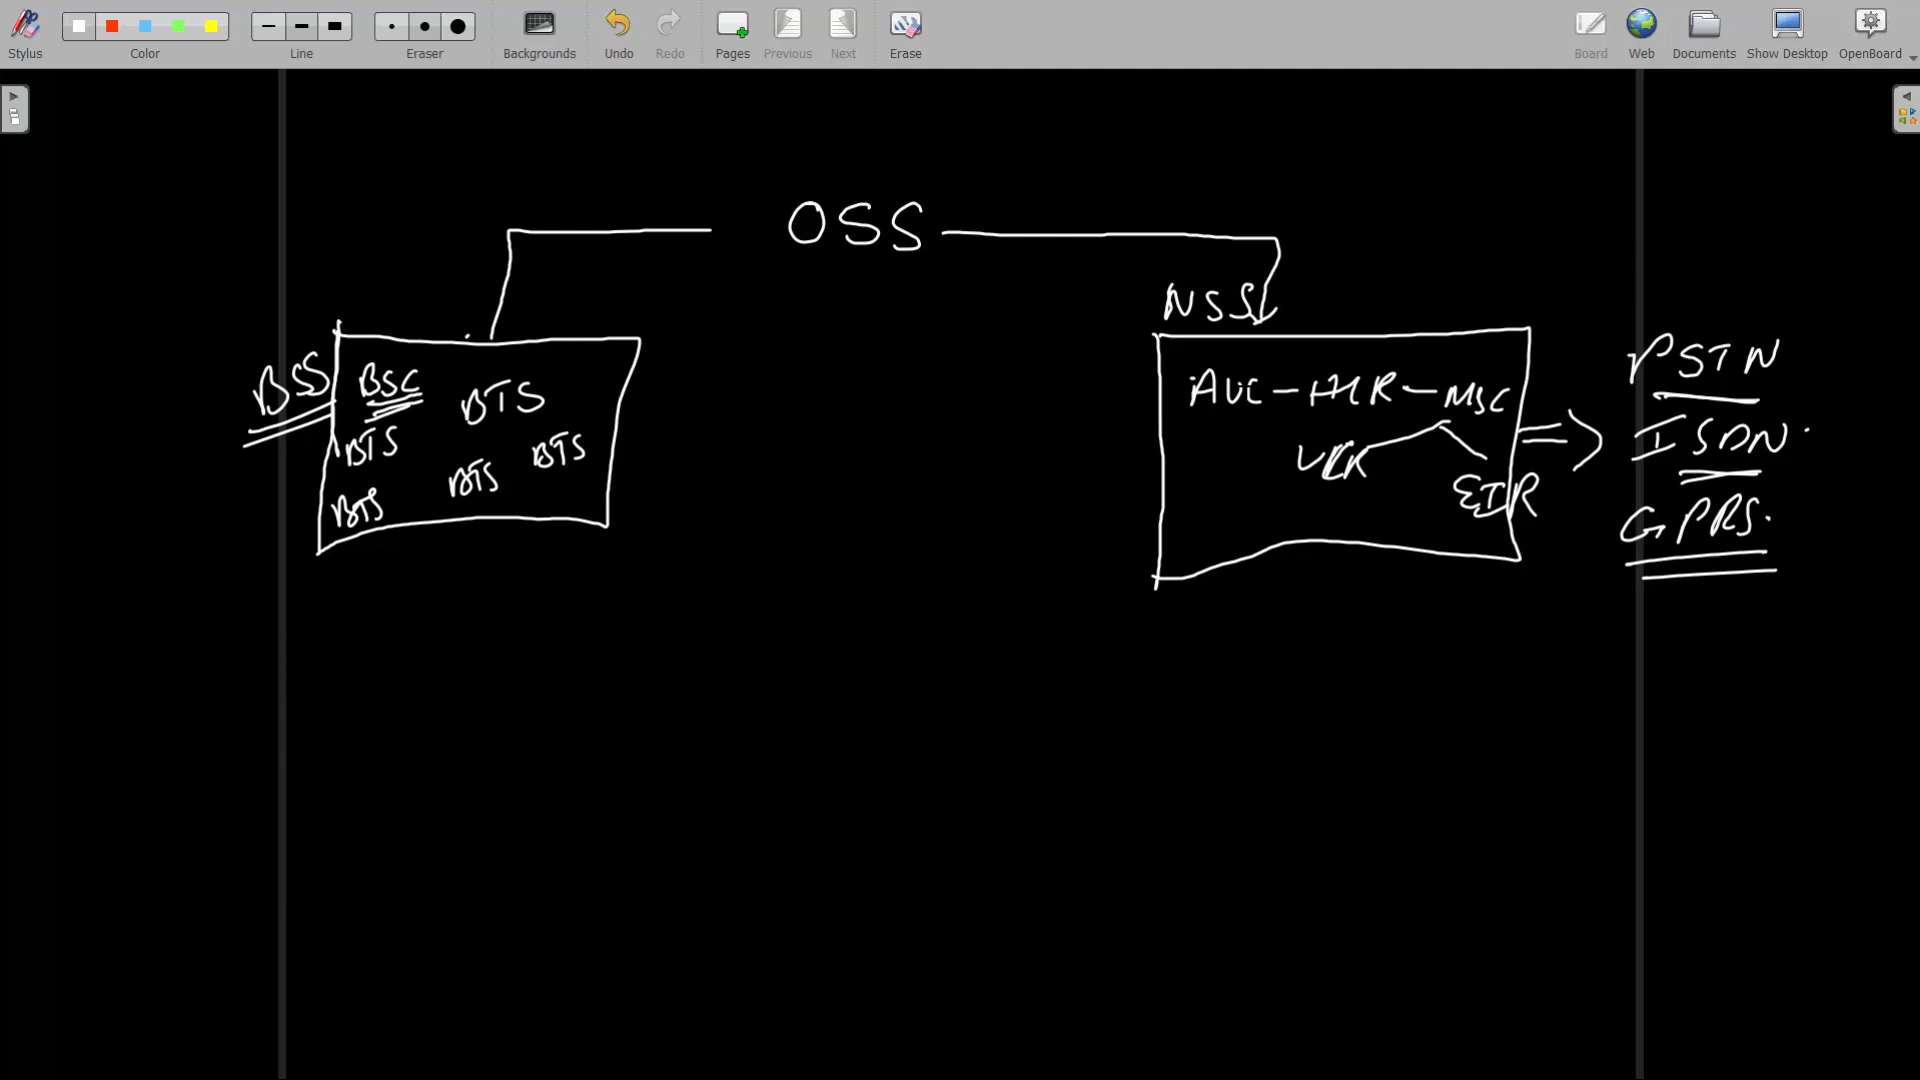 Stylus Color Line Eraser Backgrounds Undo Redo Pages Previous Next Erase Board Web Documents Show Desktop OpenBoard
OSS
NSS
BSS
BSC BTS
BTS BTS
BTS
BTS
AUC - HLR - MSC
VLR
EIR
PSTN
ISDN.
GPRS.